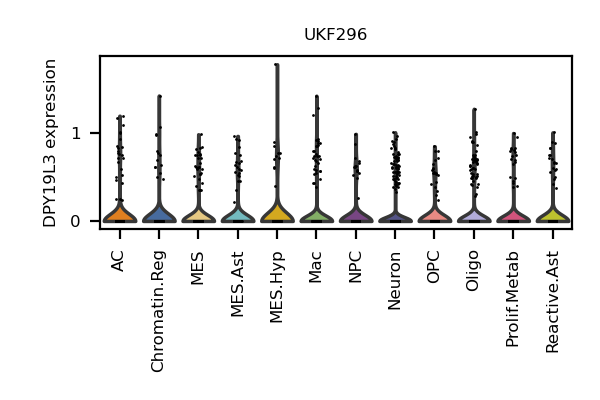 UKF296
DPY19L3 expression
1
0
AC
Chromatin.Reg
MES
MES.Ast
MES.Hyp
Mac
NPC
Neuron
OPC
Oligo
Prolif.Metab
Reactive.Ast